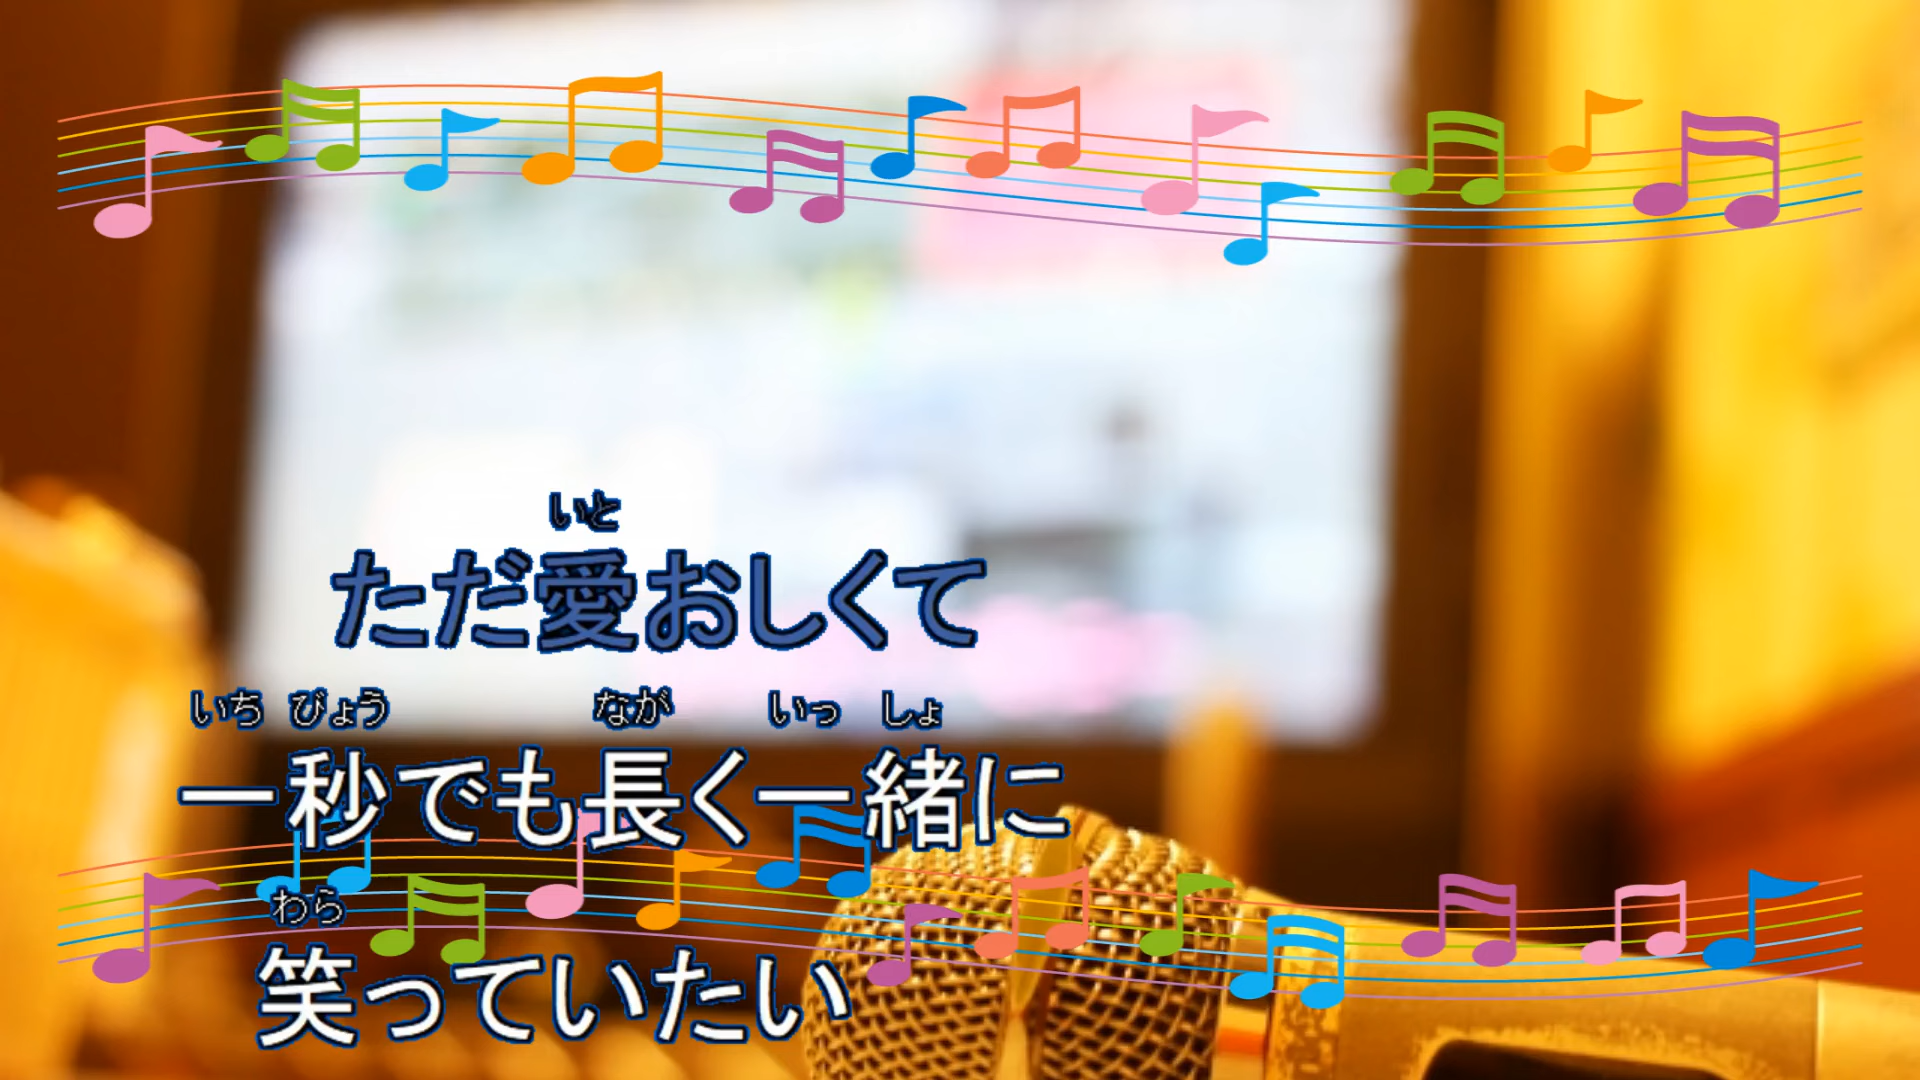 いと
ただ愛おしくて
いち びょう なが いっ しょ
一秒でも長く一緒に
わら
笑っていたい